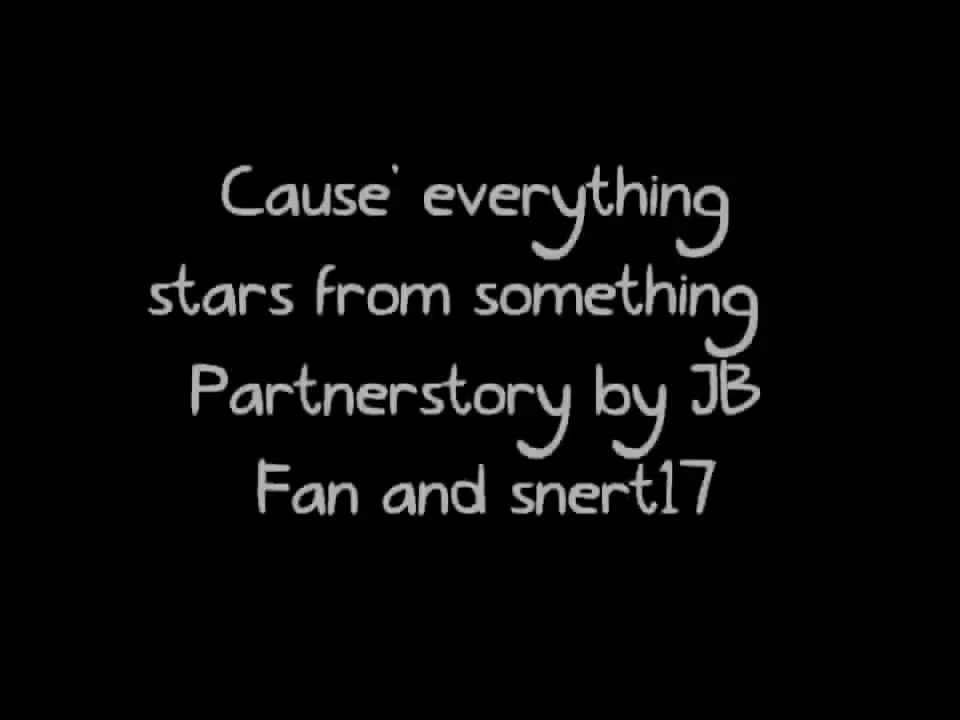 Cause' everything
stars from something
Partnerstory by JB
Fan and snert17